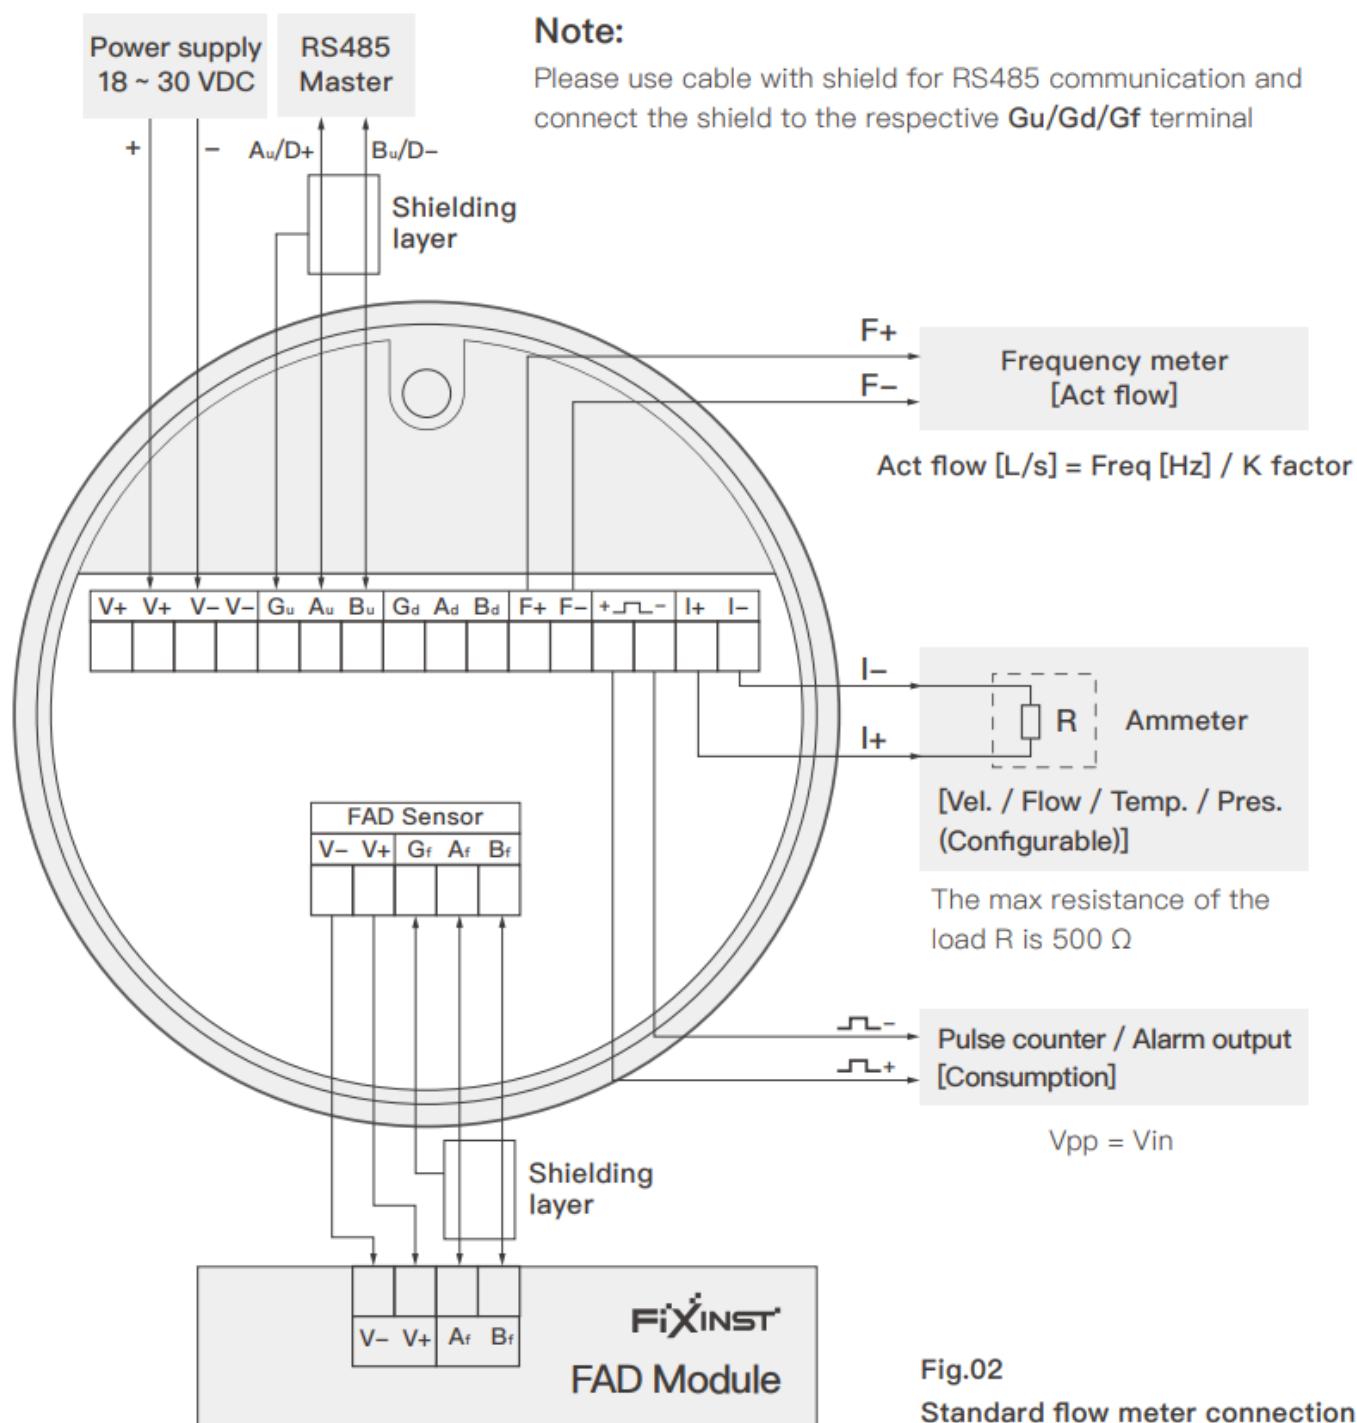 Power supply
18 ~ 30 VDC
RS485
Master
Note:
Please use cable with shield for RS485 communication and
connect the shield to the respective Gu/Gd/Gf terminal
+ − Au/D+ Bu/D−
Shielding
layer
F+
F−
Frequency meter
[Act flow]
Act flow [L/s] = Freq [Hz] / K factor
V+ V+ V− V− Gu Au Bu Gd Ad Bd F+ F− + − I+ I−
I−
I+
R
Ammeter
[Vel. / Flow / Temp. / Pres.
(Configurable)]
The max resistance of the
load R is 500 Ω
FAD Sensor
V− V+ Gf Af Bf
−
+
Pulse counter / Alarm output
[Consumption]
Vpp = Vin
Shielding
layer
V− V+ Af Bf
FiXINST
FAD Module
Fig.02
Standard flow meter connection